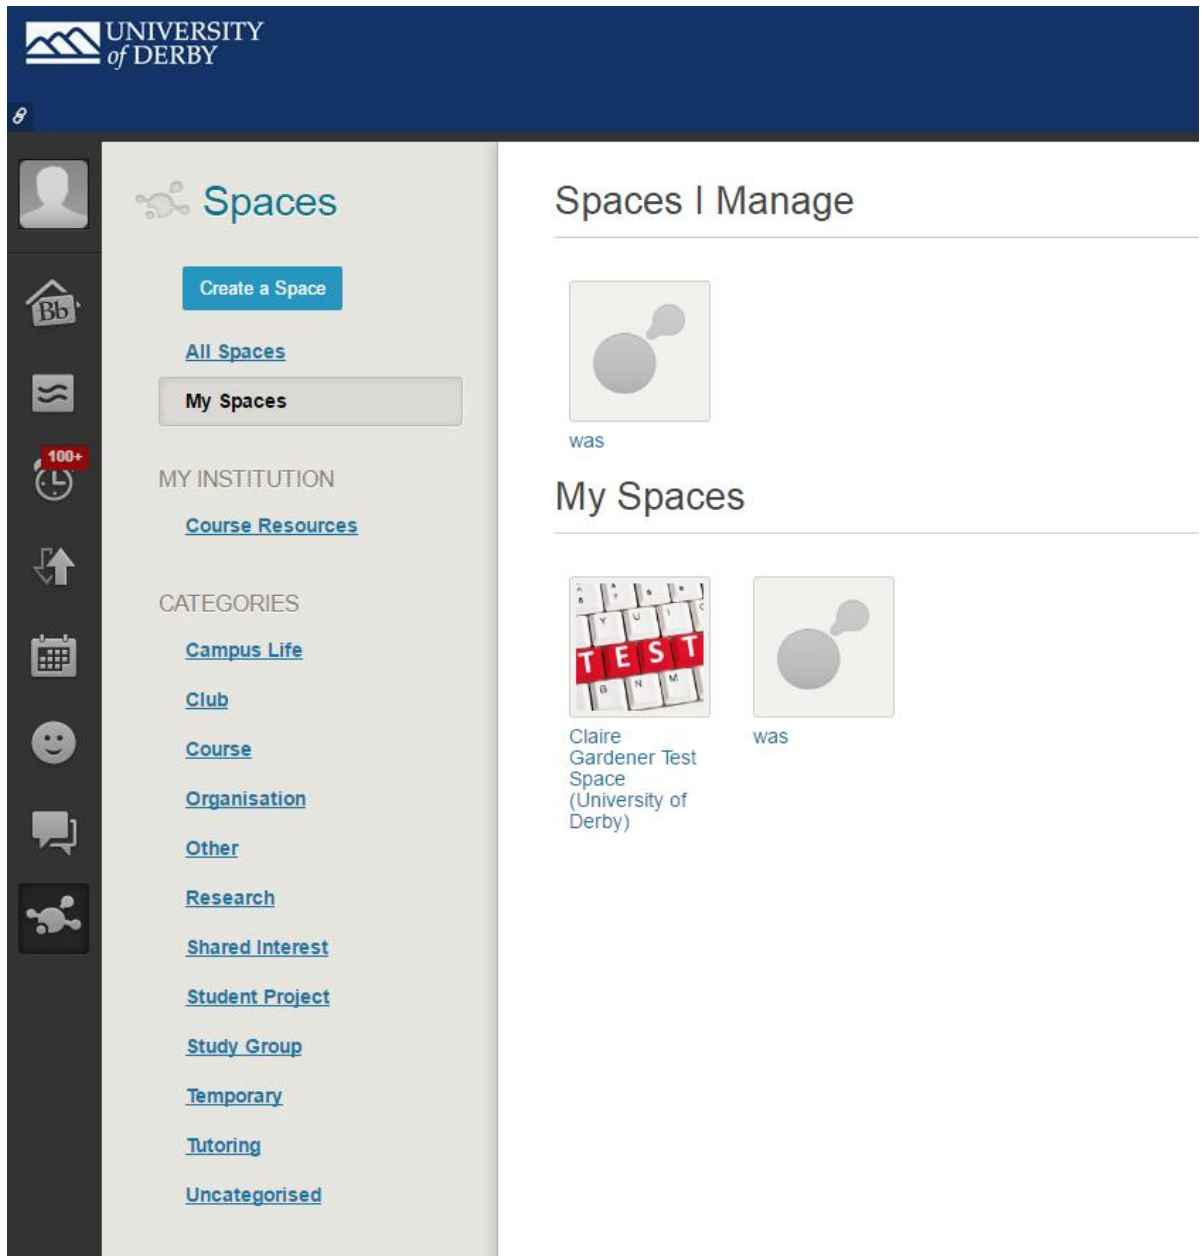 UNIVERSITY
of DERBY
Spaces
Create a Space
All Spaces
My Spaces
MY INSTITUTION
Course Resources
CATEGORIES
Campus Life
Club
Course
Organisation
Other
Research
Shared Interest
Student Project
Study Group
Temporary
Tutoring
Uncategorised
Bb
100+
Spaces I Manage
was
My Spaces
Y U I
TEST
B N M
Claire
Gardener Test
Space
(University of
Derby)
was